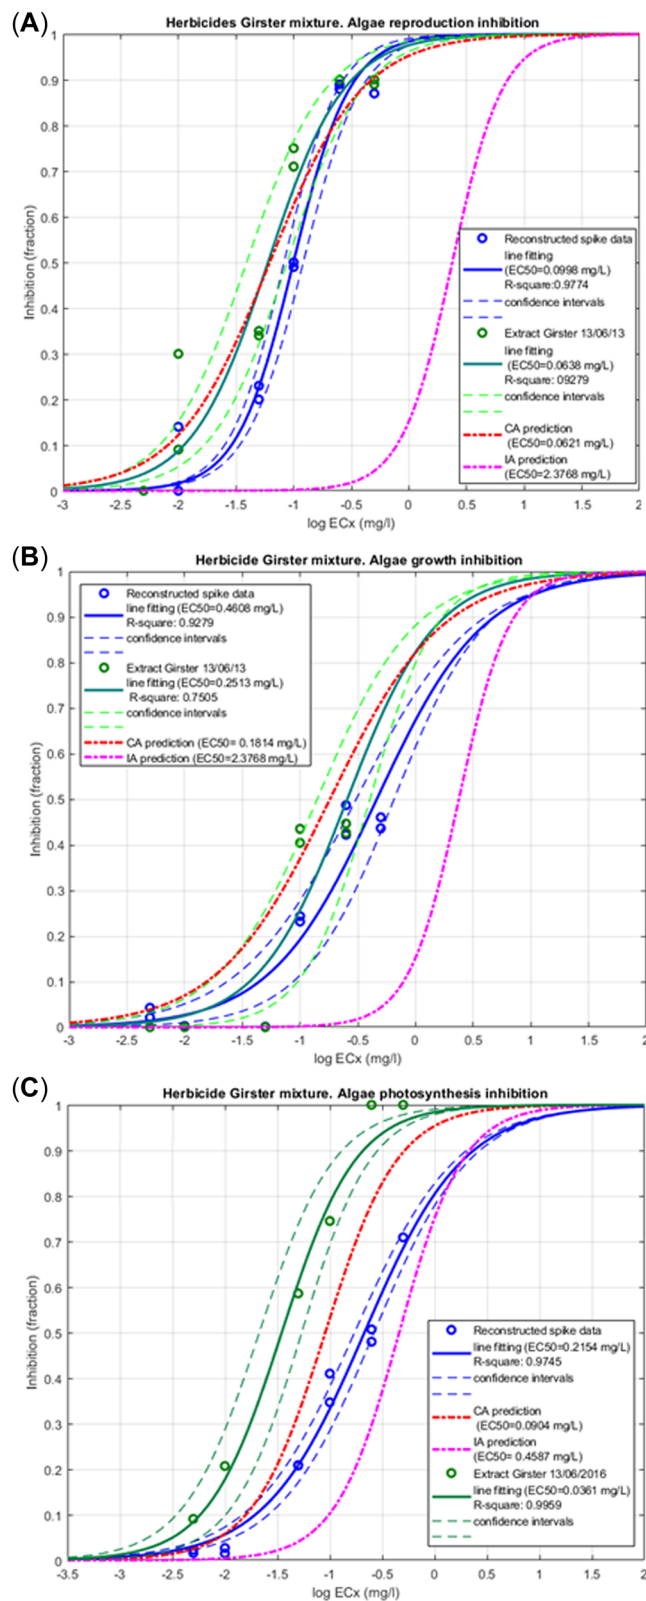 (A)
Herbicides Girster mixture. Algae reproduction inhibition
1
0.9
0.8
0.7
0.6
0.5
0.4
0.3
0.2
0.1
0
Inhibition (fraction)
-3 -2.5 -2 -1.5 -1 -0.5 0 0.5 1 1.5 2
log ECx (mg/l)
Reconstructed spike data
line fitting
(EC50=0.0998 mg/L)
R-square:0.9774
confidence intervals
Extract Girster 13/06/13
line fitting
(EC50=0.0638 mg/L)
R-square: 09279
confidence intervals
CA prediction
(EC50=0.0621 mg/L)
IA prediction
(EC50=2.3768 mg/L)
(B)
Herbicide Girster mixture. Algae growth inhibition
1
0.9
0.8
0.7
0.6
0.5
0.4
0.3
0.2
0.1
0
Inhibition (fraction)
-3 -2.5 -2 -1.5 -1 -0.5 0 0.5 1 1.5 2
log ECx (mg/l)
Reconstructed spike data
line fitting (EC50=0.4608 mg/L)
R-square: 0.9279
confidence intervals
Extract Girster 13/06/13
line fitting (EC50=0.2513 mg/L)
R-square: 0.7505
confidence intervals
CA prediction (EC50= 0.1814 mg/L)
IA prediction (EC50=2.3768 mg/L)
(C)
Herbicide Girster mixture. Algae photosynthesis inhibition
1
0.9
0.8
0.7
0.6
0.5
0.4
0.3
0.2
0.1
0
Inhibition (fraction)
-3.5 -3 -2.5 -2 -1.5 -1 -0.5 0 0.5 1 1.5 2
log ECx (mg/l)
Reconstructed spike data
line fitting (EC50=0.2154 mg/L)
R-square: 0.9745
confidence intervals
CA prediction
(EC50=0.0904 mg/L)
IA prediction
(EC50= 0.4587 mg/L)
Extract Girster 13/06/2016
line fitting (EC50=0.0361 mg/L)
R-square: 0.9959
confidence intervals